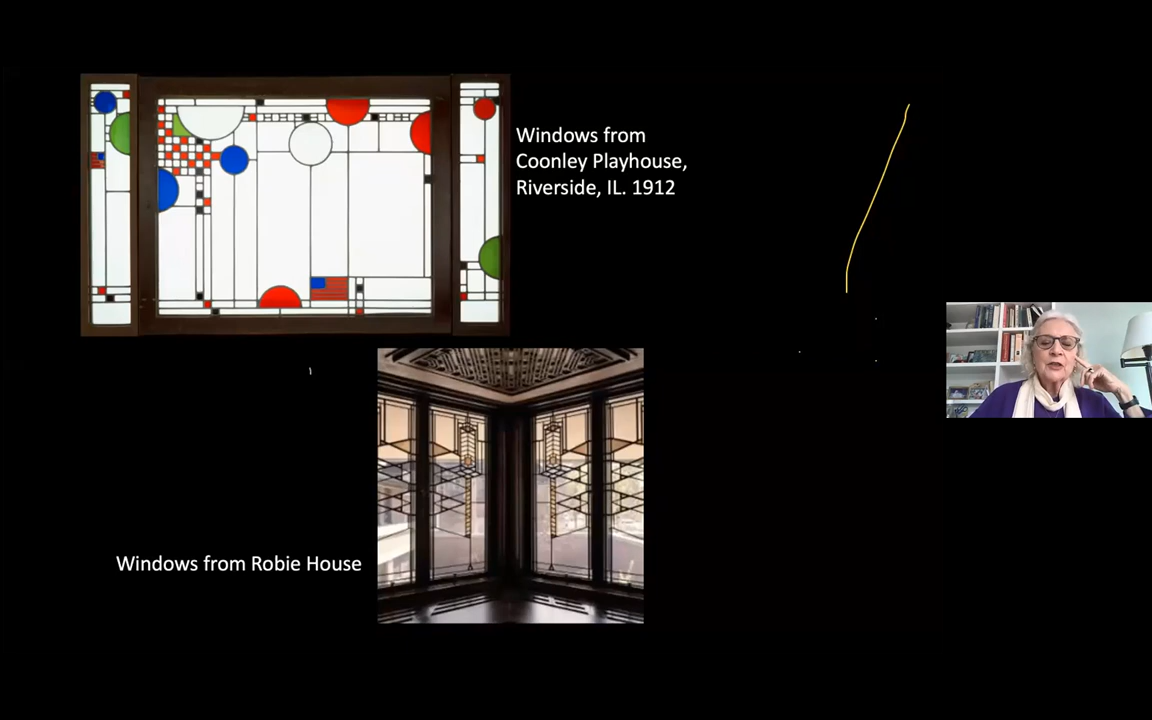 Windows from
Coonley Playhouse,
Riverside, IL. 1912
Windows from Robie House